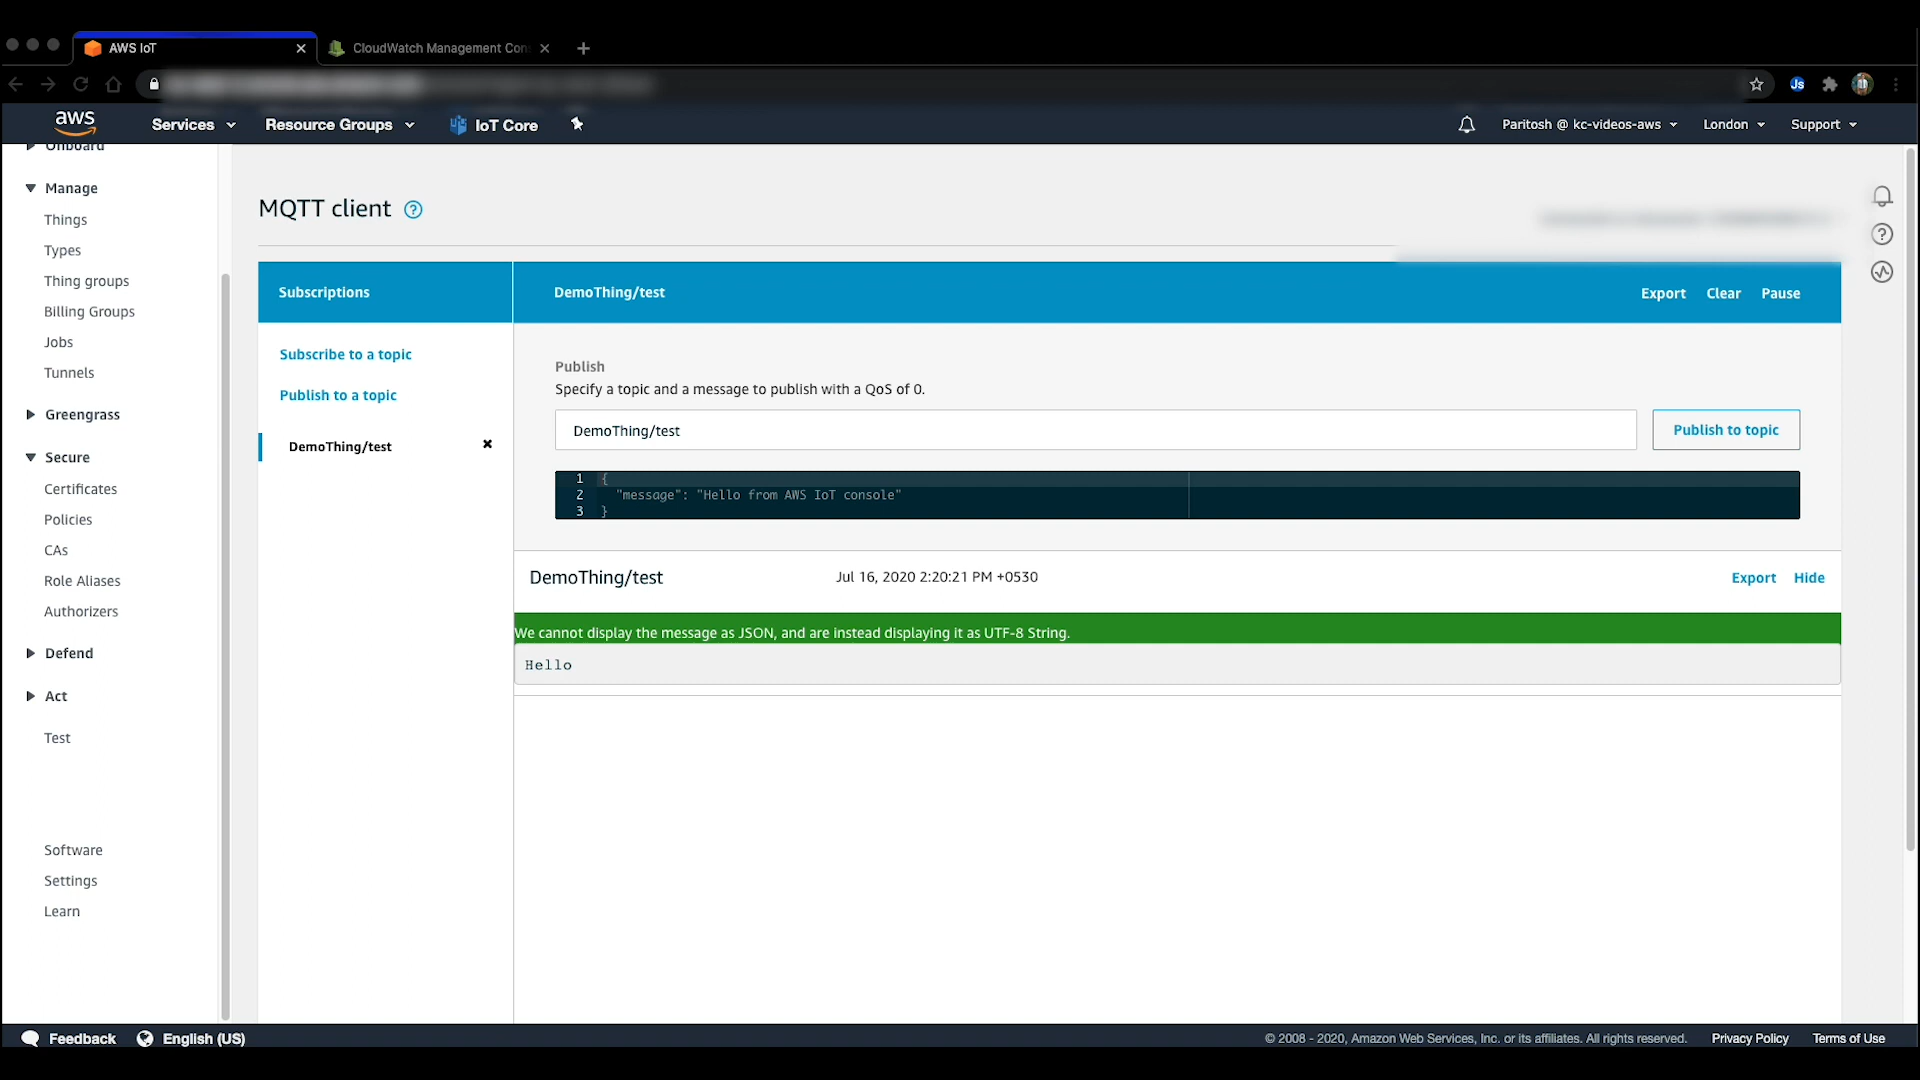 AWS IoT
CloudWatch Management Con
aws
Services
Resource Groups
IoT Core
Paritosh @ kc-videos-aws
London
Support
Onboard
Manage
Things
Types
Thing groups
Billing Groups
Jobs
Tunnels
Greengrass
Secure
Certificates
Policies
CAs
Role Aliases
Authorizers
Defend
Act
Test
Software
Settings
Learn
MQTT client
Subscriptions
Subscribe to a topic
Publish to a topic
DemoThing/test
DemoThing/test
Export Clear Pause
Publish
Specify a topic and a message to publish with a QoS of 0.
DemoThing/test
Publish to topic
1 {
2 "message": "Hello from AWS IoT console"
3 }
DemoThing/test
Jul 16, 2020 2:20:21 PM +0530
Export Hide
We cannot display the message as JSON, and are instead displaying it as UTF-8 String.
Hello
Feedback
English (US)
© 2008 - 2020, Amazon Web Services, Inc. or its affiliates. All rights reserved.
Privacy Policy
Terms of Use